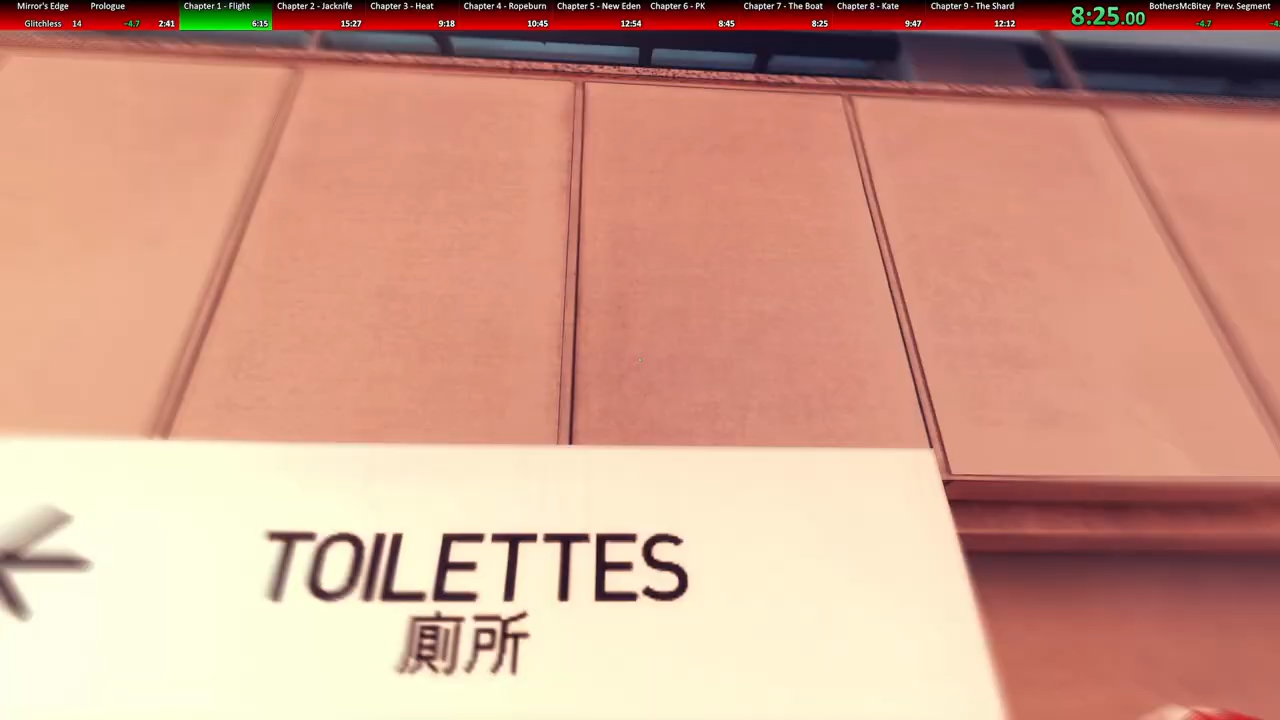 Mirror's Edge Prologue Chapter 1 - Flight Chapter 2 - Jacknife Chapter 3 - Heat Chapter 4 - Ropeburn Chapter 5 - New Eden Chapter 6 - PK Chapter 7 - The Boat Chapter 8 - Kate Chapter 9 - The Shard 8:25.00 BothersMcBitey Prev. Segment
Glitchless 14 -4.7 2:41 6:15 15:27 9:18 10:45 12:54 8:45 8:25 9:47 12:12 -4.7
TOILETTES
廁所